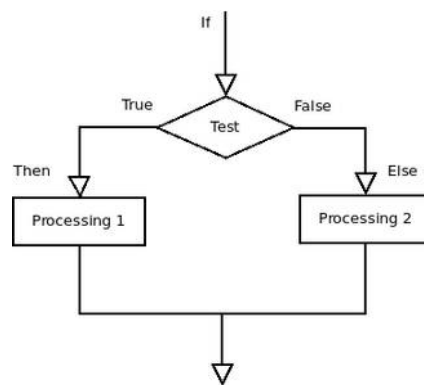 If
True
False
Test
Then
Else
Processing 1
Processing 2